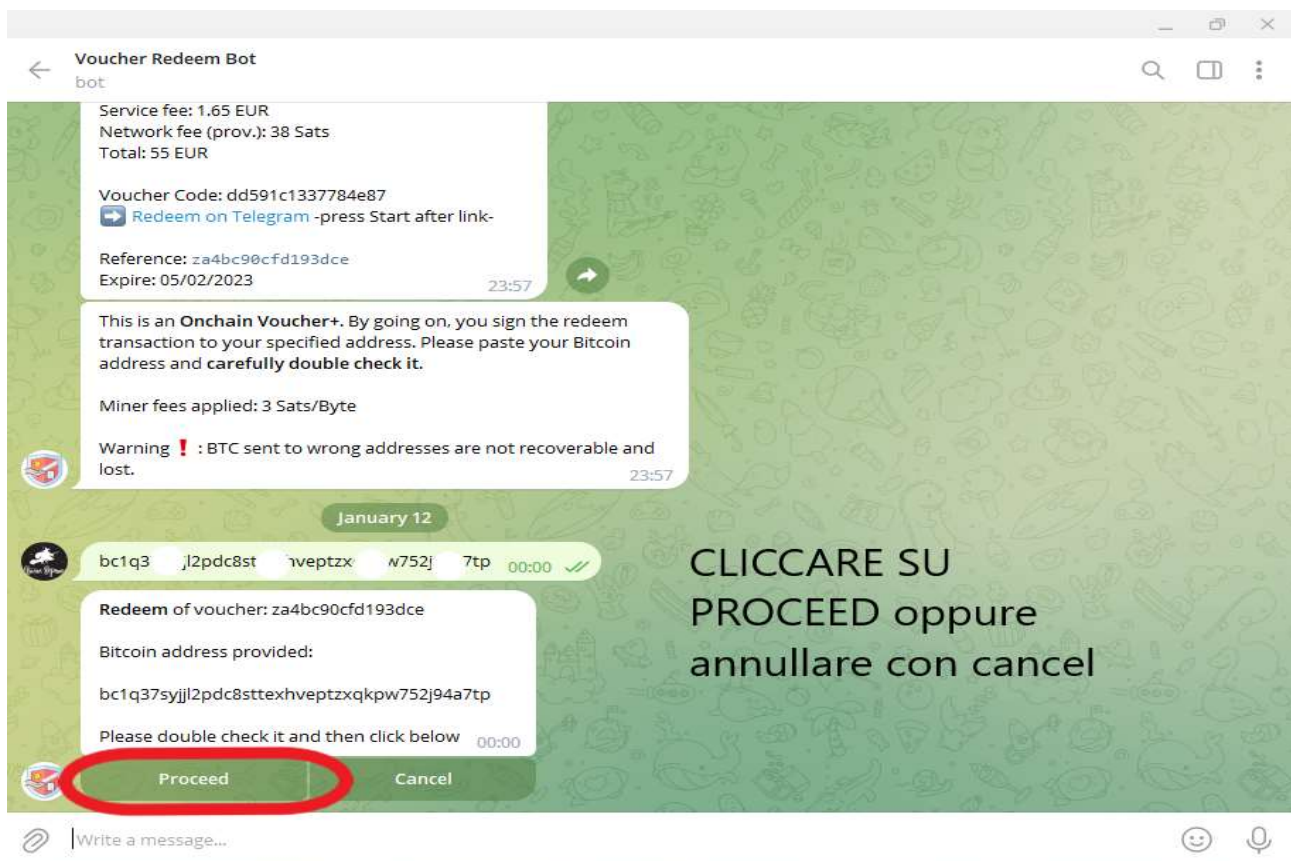 Voucher Redeem Bot
bot
Service fee: 1.65 EUR
Network fee (prov.): 38 Sats
Total: 55 EUR
Voucher Code: dd591c1337784e87
Redeem on Telegram -press Start after link-
Reference: za4bc90cfd193dce
Expire: 05/02/2023
23:57
This is an Onchain Voucher+. By going on, you sign the redeem
transaction to your specified address. Please paste your Bitcoin
address and carefully double check it.
Miner fees applied: 3 Sats/Byte
Warning ❗ : BTC sent to wrong addresses are not recoverable and
lost.
23:57
January 12
bc1q3 jl2pdc8st hveptzx w752j 7tp 00:00
CLICCARE SU
PROCEED oppure
annullare con cancel
Redeem of voucher: za4bc90cfd193dce
Bitcoin address provided:
bc1q37syjjl2pdc8sttexhveptzxqkpw752j94a7tp
Please double check it and then click below 00:00
Proceed Cancel
Write a message...